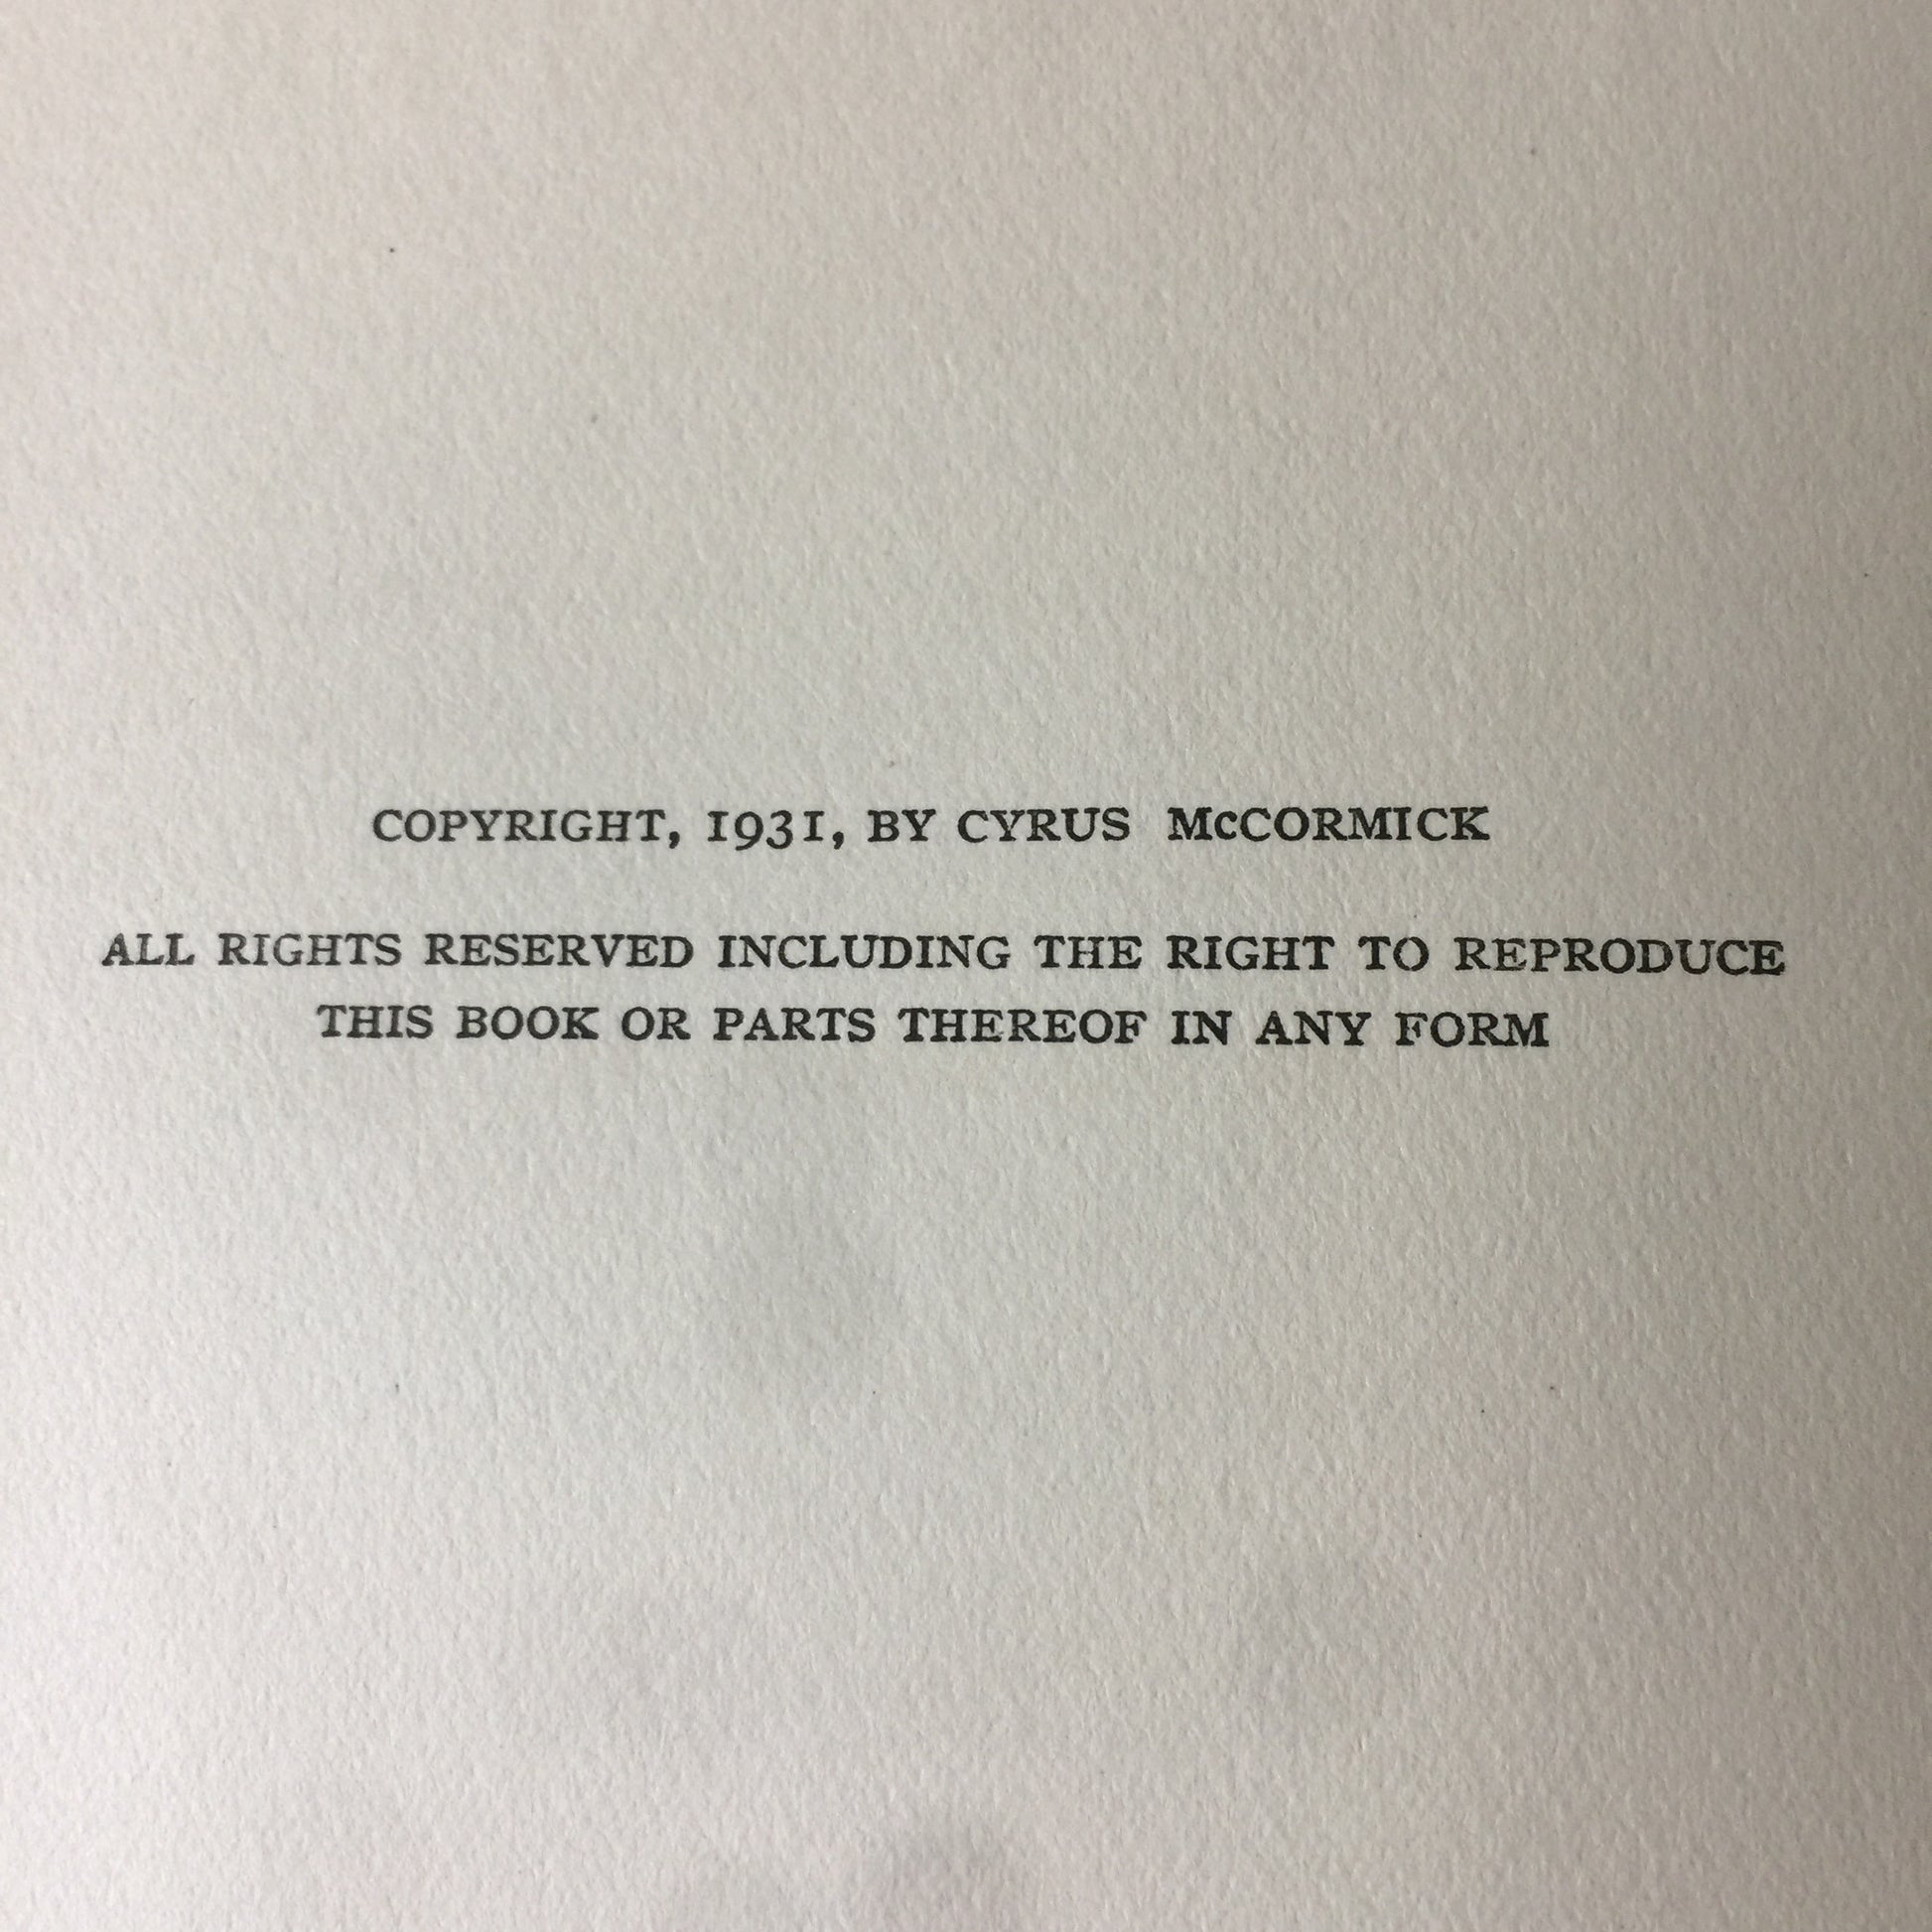 COPYRIGHT, 1931, BY CYRUS McCORMICK
ALL RIGHTS RESERVED INCLUDING THE RIGHT TO REPRODUCE
THIS BOOK OR PARTS THEREOF IN ANY FORM